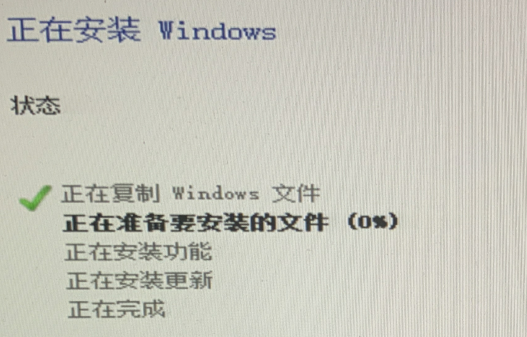 正在安装 Windows
状态
正在复制 Windows 文件
正在准备要安装的文件 (0%)
正在安装功能
正在安装更新
正在完成